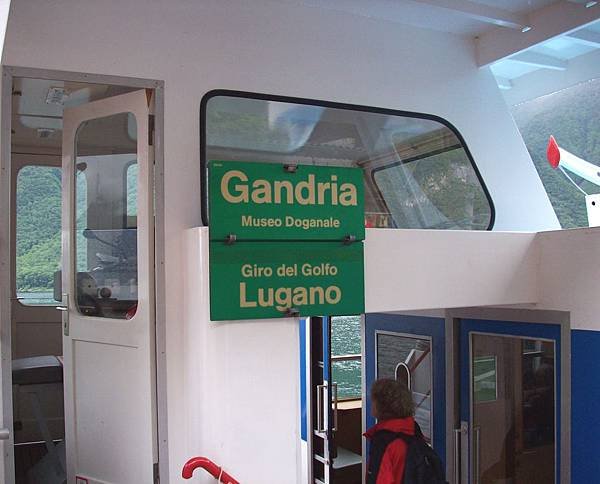 Gandria
Museo Doganale
Giro del Golfo
Lugano